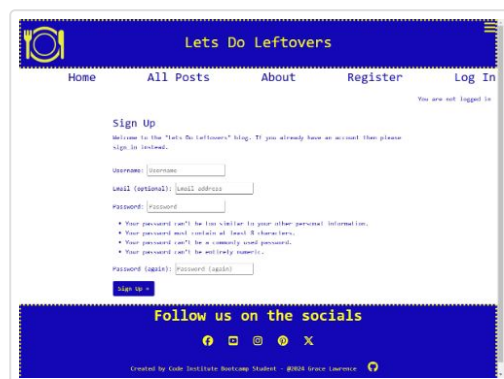 Lets Do Leftovers
Home All Posts About Register Log In
You are not logged in
Sign Up
Welcome to the "Lets Do Leftovers" blog. If you already have an account then please
sign in instead.
Username: Username
Email (optional): Email address
Password: Password
• Your password can't be too similar to your other personal information.
• Your password must contain at least 8 characters.
• Your password can't be a commonly used password.
• Your password can't be entirely numeric.
Password (again): Password (again)
Sign Up »
Follow us on the socials
Created by Code Institute Bootcamp Student - @2024 Grace Lawrence